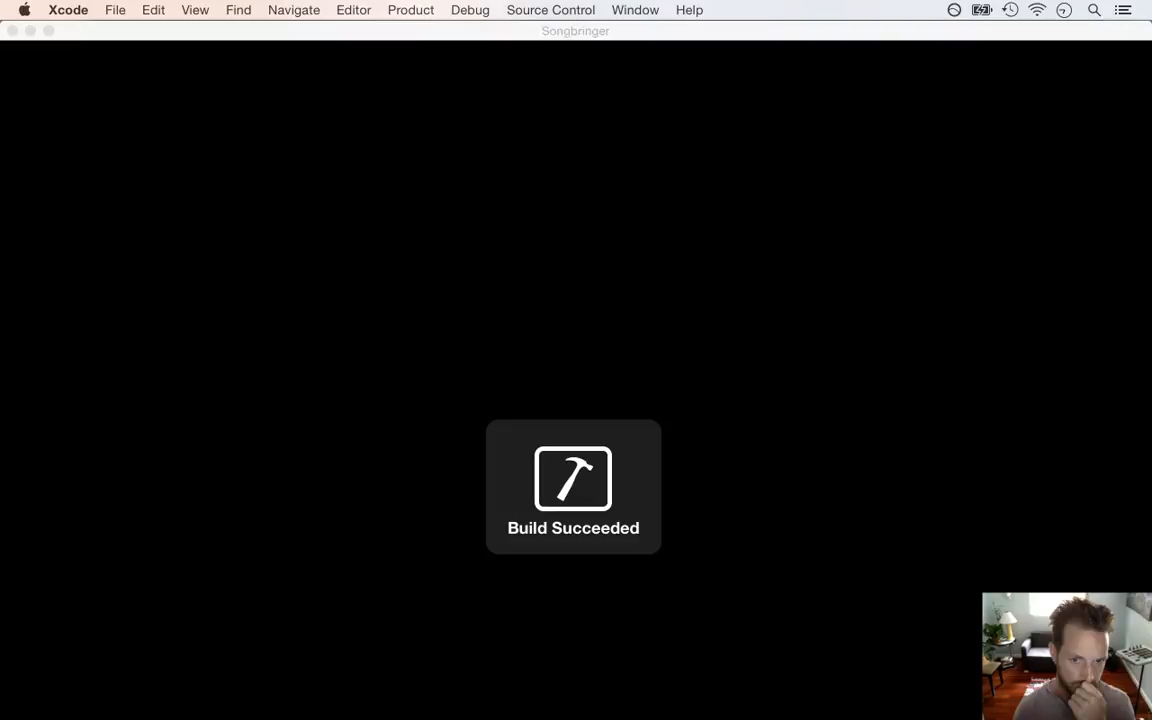 Xcode File Edit View Find Navigate Editor Product Debug Source Control Window Help
Songbringer
Build Succeeded